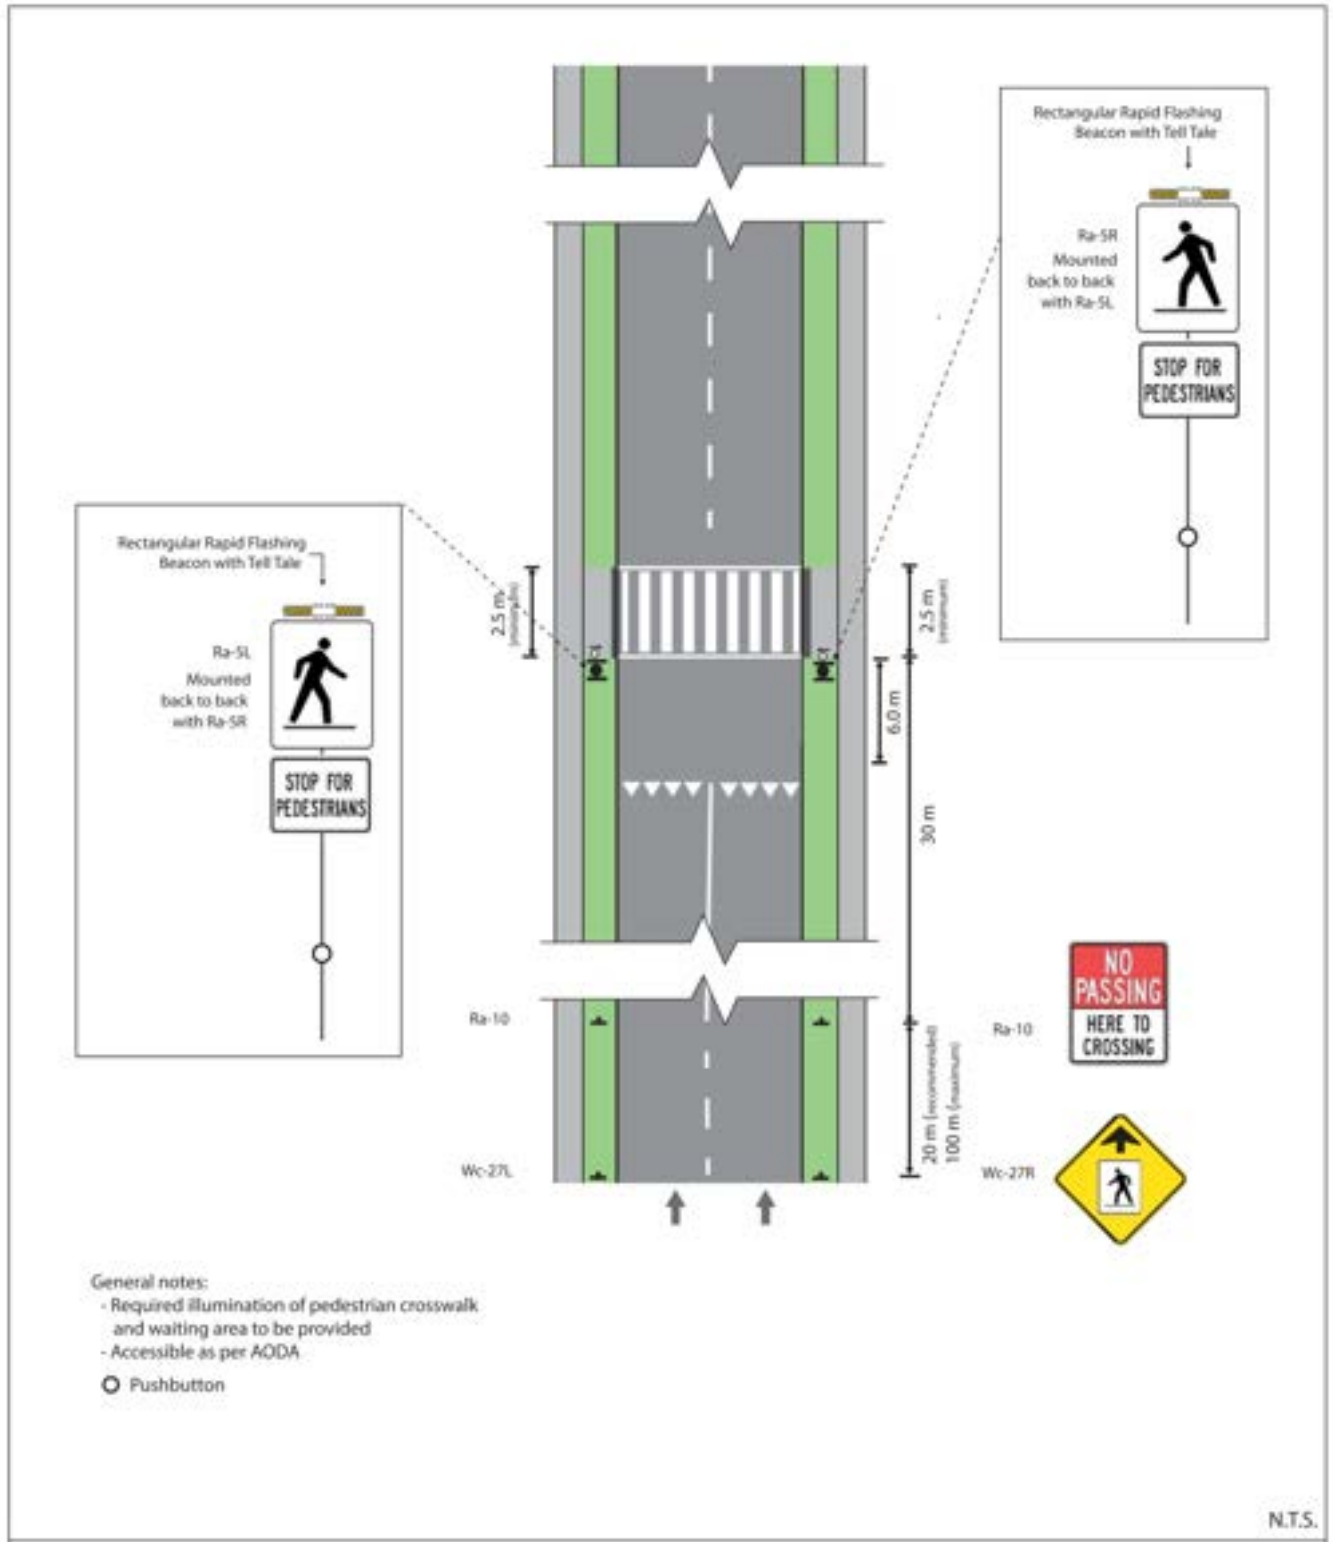 Rectangular Rapid Flashing
Beacon with Tell Tale
Ra-5R
Mounted
back to back
with Ra-5L
STOP FOR
PEDESTRIANS
Rectangular Rapid Flashing
Beacon with Tell Tale
Ra-5L
Mounted
back to back
with Ra-5R
STOP FOR
PEDESTRIANS
2.5 m
(minimum)
2.5 m
(minimum)
6.0 m
30 m
Ra-10
20 m (recommended)
100 m (maximum)
Ra-10
NO
PASSING
HERE TO
CROSSING
Wc-27L
Wc-27R
General notes:
- Required illumination of pedestrian crosswalk
and waiting area to be provided
- Accessible as per AODA
Pushbutton
N.T.S.